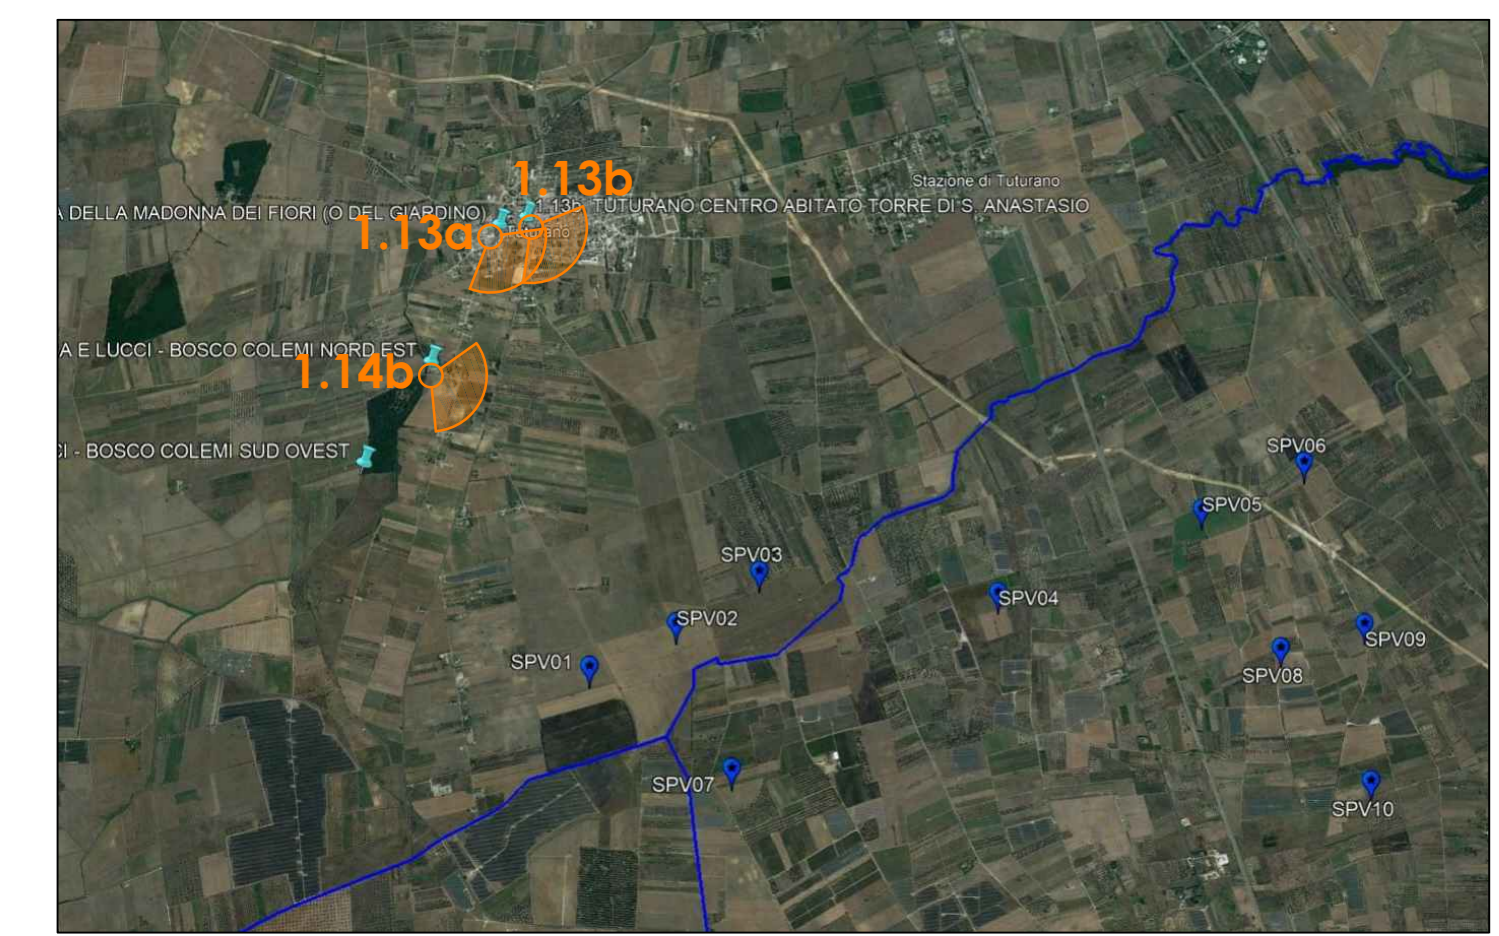 1.13b
Stazione di Tuturano
A DELLA MADONNA DEI FIORI (O DEL GIARDINO)
1.13b- TUTURANO CENTRO ABITATO TORRE DI S. ANASTASIO
1.13a
Tuturano
A E LUCCI - BOSCO COLEMI NORD EST
1.14b
CI - BOSCO COLEMI SUD OVEST
SPV06
SPV05
SPV03
SPV04
SPV02
SPV09
SPV01
SPV08
SPV07
SPV10